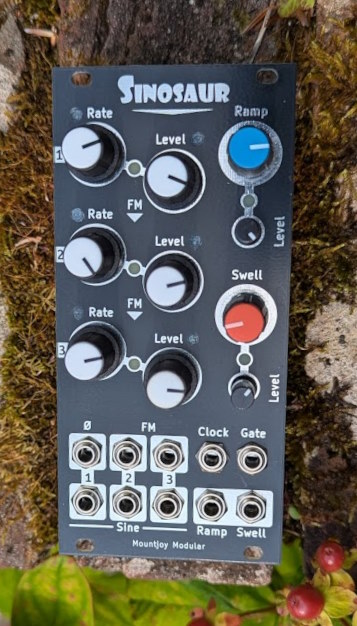 SINOSAUR
Rate
Ramp
Level
1
FM
Level
Rate
Level
2
FM
Swell
Rate
Level
3
Level
Ø
FM
Clock
Gate
1
2
3
Sine
Ramp
Swell
Mountjoy Modular